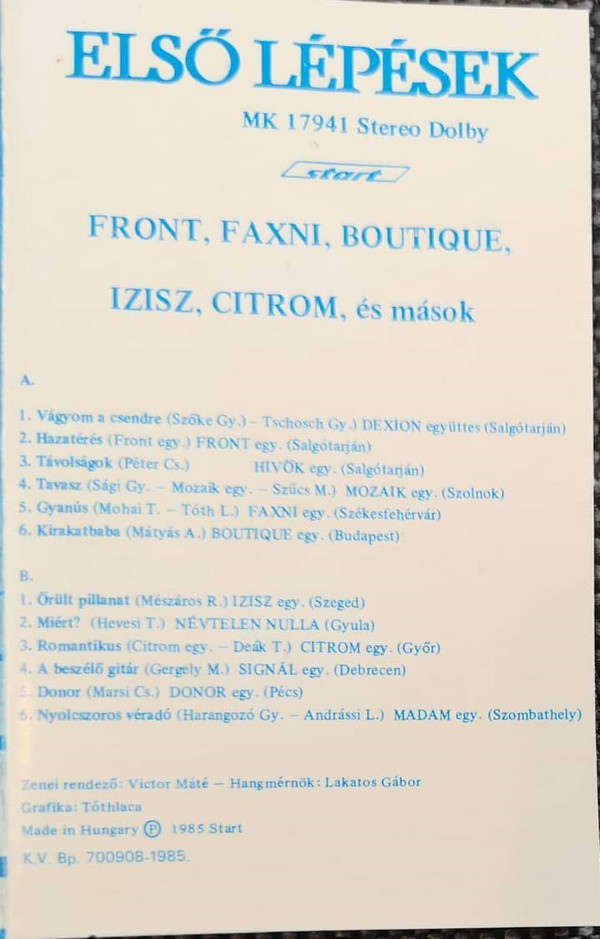 ELSŐ LÉPÉSEK
MK 17941 Stereo Dolby
start
FRONT, FAXNI, BOUTIQUE,
IZISZ, CITROM, és mások
A.
1. Vágyom a csendre (Szőke Gy.) – Tschosch Gy.) DEXION együttes (Salgótarján)
2. Hazatérés (Front egy.) FRONT egy. (Salgótarján)
3. Távolságok (Péter Cs.) HIVŐK egy. (Salgótarján)
4. Tavasz (Sági Gy. – Mozaik egy. – Szűcs M.) MOZAIK egy. (Szolnok)
5. Gyanús (Mohai T. – Tóth L.) FAXNI egy. (Székesfehérvár)
6. Kirakatbaba (Mátyás A.) BOUTIQUE egy. (Budapest)
B.
1. Őrült pillanat (Mészáros R.) IZISZ egy. (Szeged)
2. Miért? (Hevesi T.) NÉVTELEN NULLA (Gyula)
3. Romantikus (Citrom egy. – Deák T.) CITROM egy. (Győr)
4. A beszélő gitár (Gergely M.) SIGNÁL egy. (Debrecen)
5. Donor (Marsi Cs.) DONOR egy. (Pécs)
6. Nyolcszoros véradó (Harangozó Gy. – Andrássi L.) MADAM egy. (Szombathely)
Zenei rendező: Victor Máté – Hangmérnök: Lakatos Gábor
Grafika: Tóthlaca
Made in Hungary Ⓟ 1985 Start
K.V. Bp. 700908-1985.